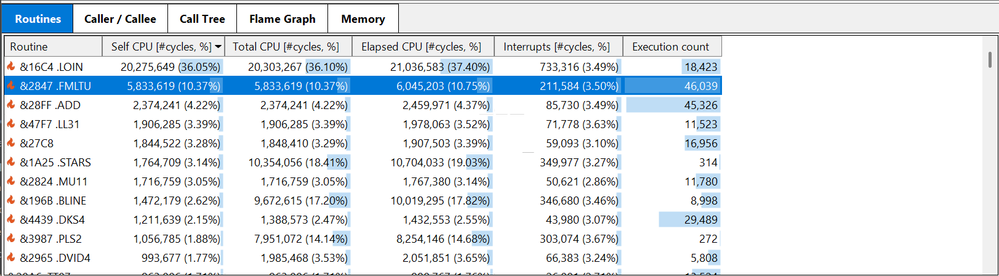 Routines Caller / Callee Call Tree Flame Graph Memory
Routine Self CPU [#cycles, %] Total CPU [#cycles, %] Elapsed CPU [#cycles, %] Interrupts [#cycles, %] Execution count
&16C4 .LOIN 20,275,649 (36.05%) 20,303,267 (36.10%) 21,036,583 (37.40%) 733,316 (3.49%) 18,423
&2847 .FMLTU 5,833,619 (10.37%) 5,833,619 (10.37%) 6,045,203 (10.75%) 211,584 (3.50%) 46,039
&28FF .ADD 2,374,241 (4.22%) 2,374,241 (4.22%) 2,459,971 (4.37%) 85,730 (3.49%) 45,326
&47F7 .LL31 1,906,285 (3.39%) 1,906,285 (3.39%) 1,978,063 (3.52%) 71,778 (3.63%) 11,523
&27C8 1,844,522 (3.28%) 1,848,410 (3.29%) 1,907,503 (3.39%) 59,093 (3.10%) 16,956
&1A25 .STARS 1,764,709 (3.14%) 10,354,056 (18.41%) 10,704,033 (19.03%) 349,977 (3.27%) 314
&2824 .MU11 1,716,759 (3.05%) 1,716,759 (3.05%) 1,767,380 (3.14%) 50,621 (2.86%) 11,780
&196B .BLINE 1,472,179 (2.62%) 9,672,615 (17.20%) 10,019,295 (17.82%) 346,680 (3.46%) 8,998
&4439 .DKS4 1,211,639 (2.15%) 1,388,573 (2.47%) 1,432,553 (2.55%) 43,980 (3.07%) 29,489
&3987 .PLS2 1,056,785 (1.88%) 7,951,072 (14.14%) 8,254,146 (14.68%) 303,074 (3.67%) 272
&2965 .DVID4 993,677 (1.77%) 1,985,468 (3.53%) 2,051,851 (3.65%) 66,383 (3.24%) 5,808